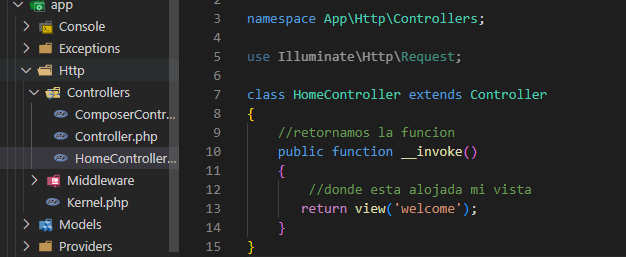 app
Console
Exceptions
Http
Controllers
ComposerContr...
Controller.php
HomeController...
Middleware
Kernel.php
Models
Providers
2
3 namespace App\Http\Controllers;
4
5 use Illuminate\Http\Request;
6
7 class HomeController extends Controller
8 {
9 //retornamos la funcion
10 public function __invoke()
11 {
12 //donde esta alojada mi vista
13 return view('welcome');
14 }
15 }